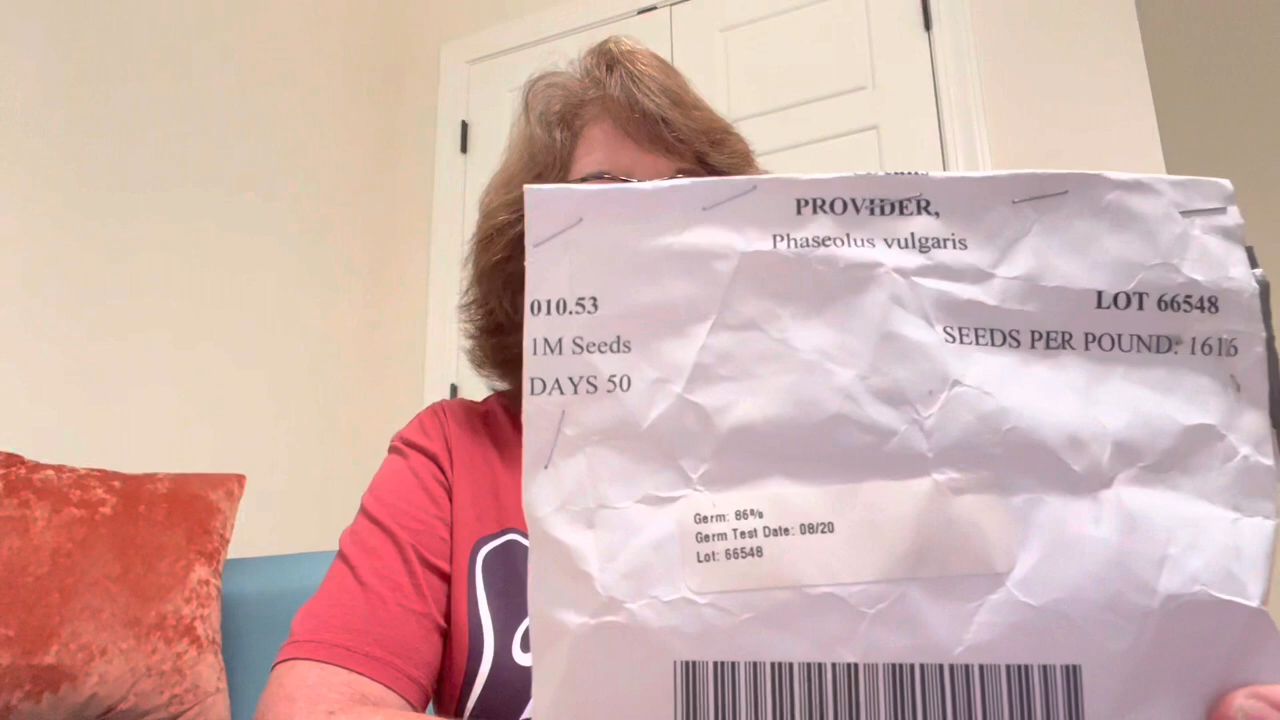 PROVIDER,
Phaseolus vulgaris
010.53
LOT 66548
1M Seeds
SEEDS PER POUND: 1616
DAYS 50
Germ: 86%
Germ Test Date: 08/20
Lot: 66548